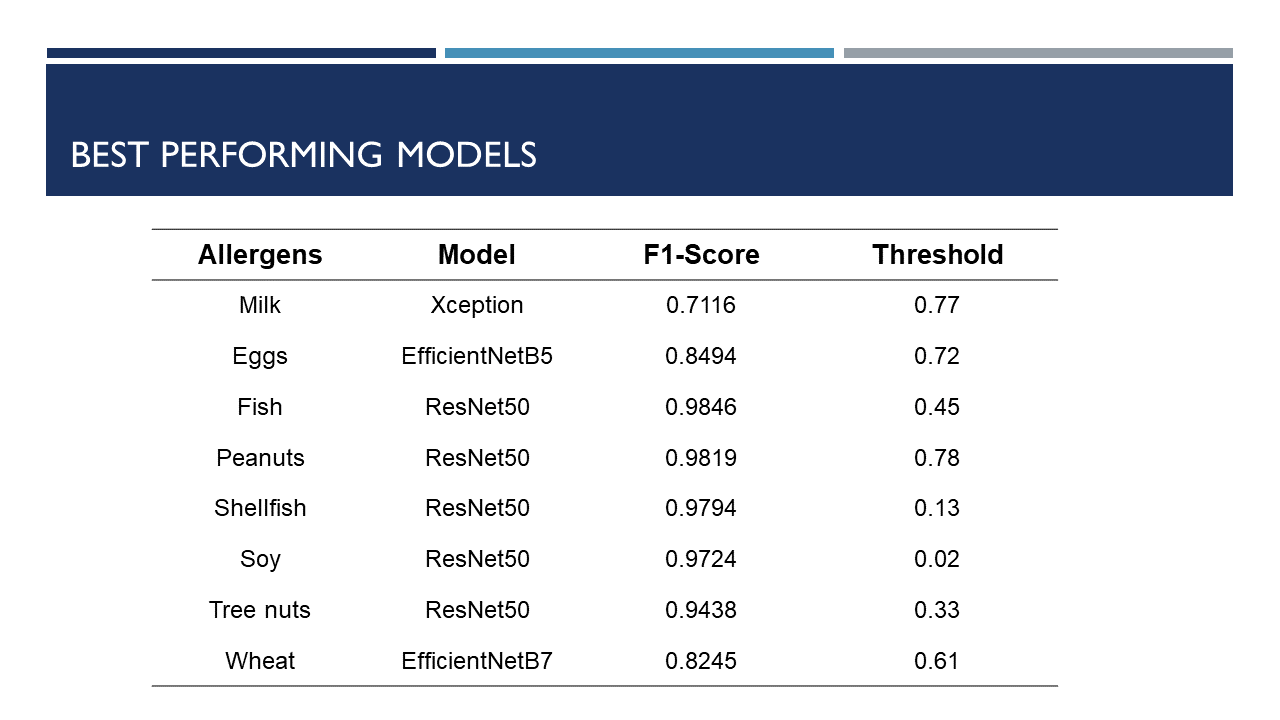 BEST PERFORMING MODELS
Allergens Model F1-Score Threshold
Milk Xception 0.7116 0.77
Eggs EfficientNetB5 0.8494 0.72
Fish ResNet50 0.9846 0.45
Peanuts ResNet50 0.9819 0.78
Shellfish ResNet50 0.9794 0.13
Soy ResNet50 0.9724 0.02
Tree nuts ResNet50 0.9438 0.33
Wheat EfficientNetB7 0.8245 0.61